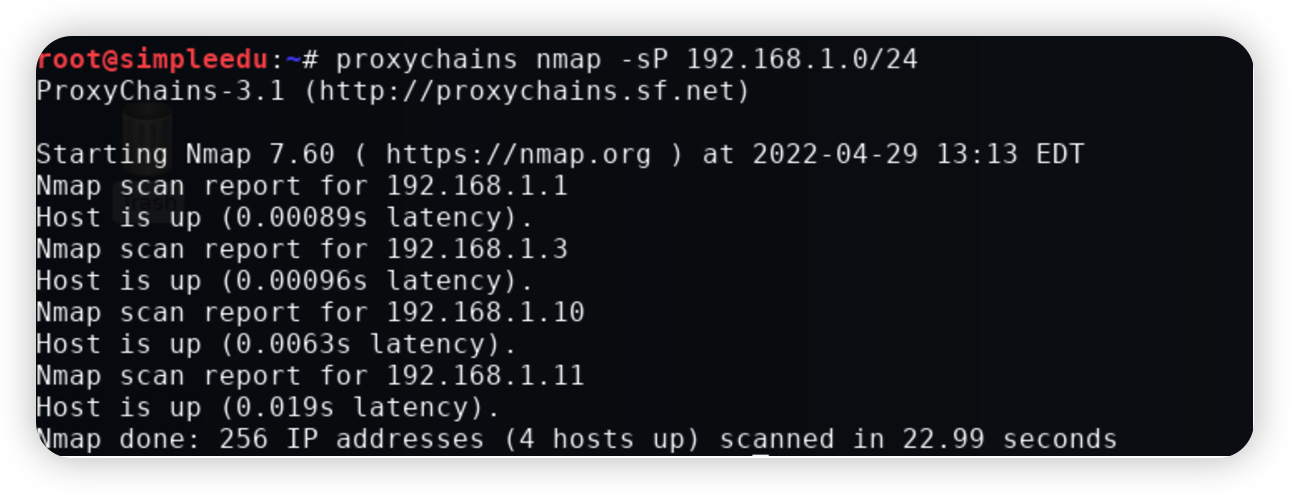 root@simpleedu:~# proxychains nmap -sP 192.168.1.0/24
ProxyChains-3.1 (http://proxychains.sf.net)
Starting Nmap 7.60 ( https://nmap.org ) at 2022-04-29 13:13 EDT
Nmap scan report for 192.168.1.1
Host is up (0.00089s latency).
Nmap scan report for 192.168.1.3
Host is up (0.00096s latency).
Nmap scan report for 192.168.1.10
Host is up (0.0063s latency).
Nmap scan report for 192.168.1.11
Host is up (0.019s latency).
Nmap done: 256 IP addresses (4 hosts up) scanned in 22.99 seconds
Trash